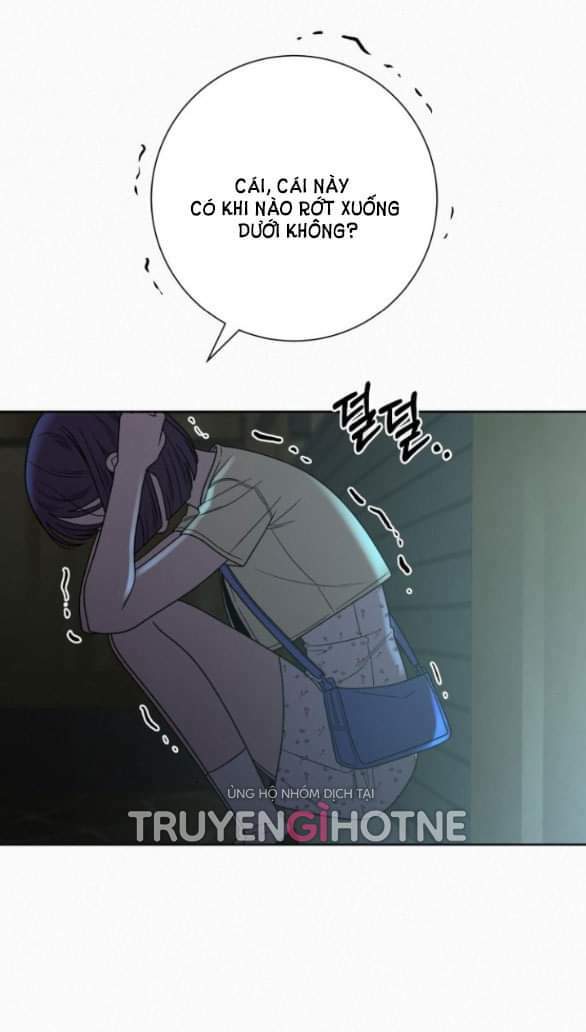 CÁI, CÁI NÀY
CÓ KHI NÀO RỚT XUỐNG
DƯỚI KHÔNG?
덜덜..
ỦNG HỘ NHÓM DỊCH TẠI
TRUYENGIHOTNE